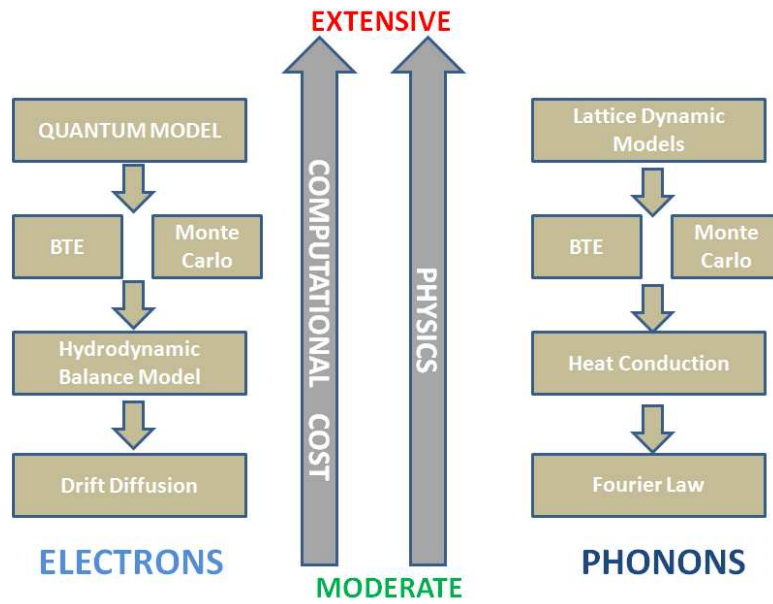 EXTENSIVE
QUANTUM MODEL
BTE
Monte
Carlo
Hydrodynamic
Balance Model
Drift Diffusion
ELECTRONS
COMPUTATIONAL COST
PHYSICS
MODERATE
Lattice Dynamic
Models
BTE
Monte
Carlo
Heat Conduction
Fourier Law
PHONONS